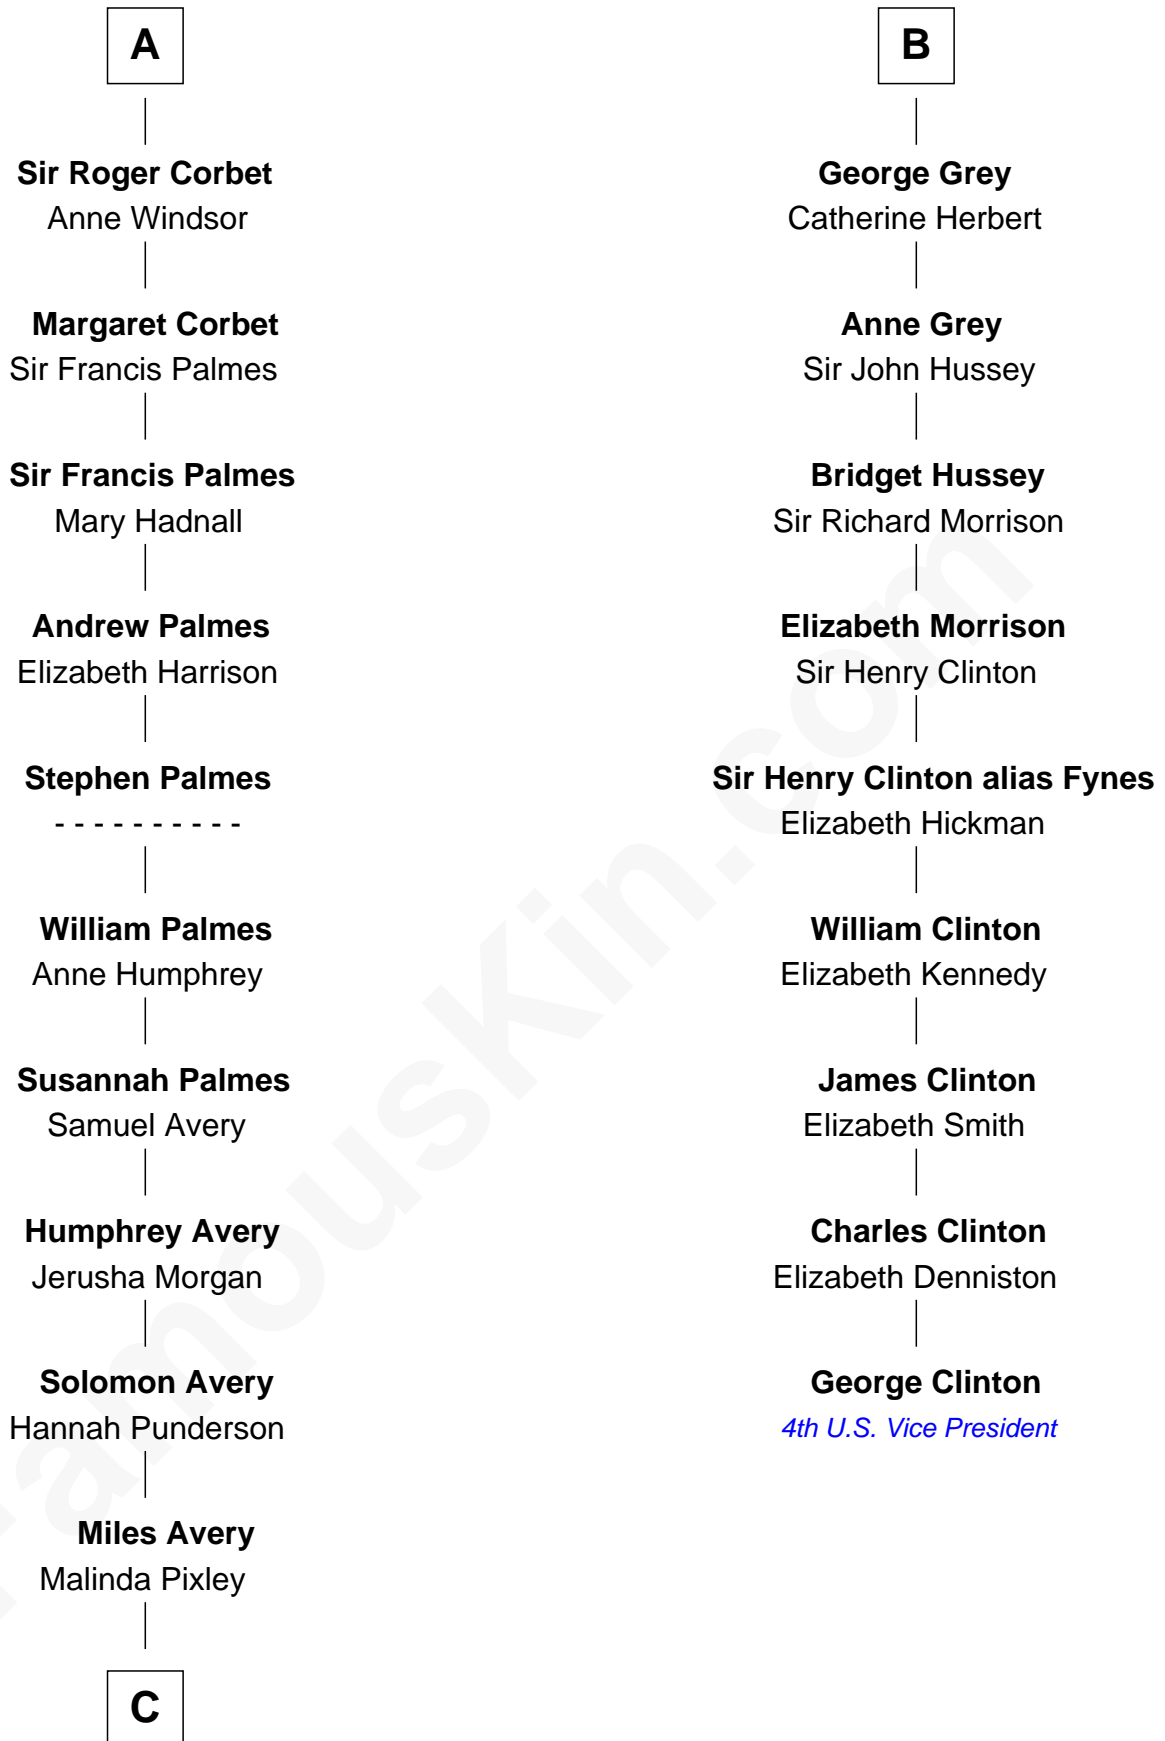 A
Sir Roger Corbet
Anne Windsor
Margaret Corbet
Sir Francis Palmes
Sir Francis Palmes
Mary Hadnall
Andrew Palmes
Elizabeth Harrison
Stephen Palmes
- - - - - - - - - -
William Palmes
Anne Humphrey
Susannah Palmes
Samuel Avery
Humphrey Avery
Jerusha Morgan
Solomon Avery
Hannah Punderson
Miles Avery
Malinda Pixley
C
B
George Grey
Catherine Herbert
Anne Grey
Sir John Hussey
Bridget Hussey
Sir Richard Morrison
Elizabeth Morrison
Sir Henry Clinton
Sir Henry Clinton alias Fynes
Elizabeth Hickman
William Clinton
Elizabeth Kennedy
James Clinton
Elizabeth Smith
Charles Clinton
Elizabeth Denniston
George Clinton
4th U.S. Vice President
FamousKin.com